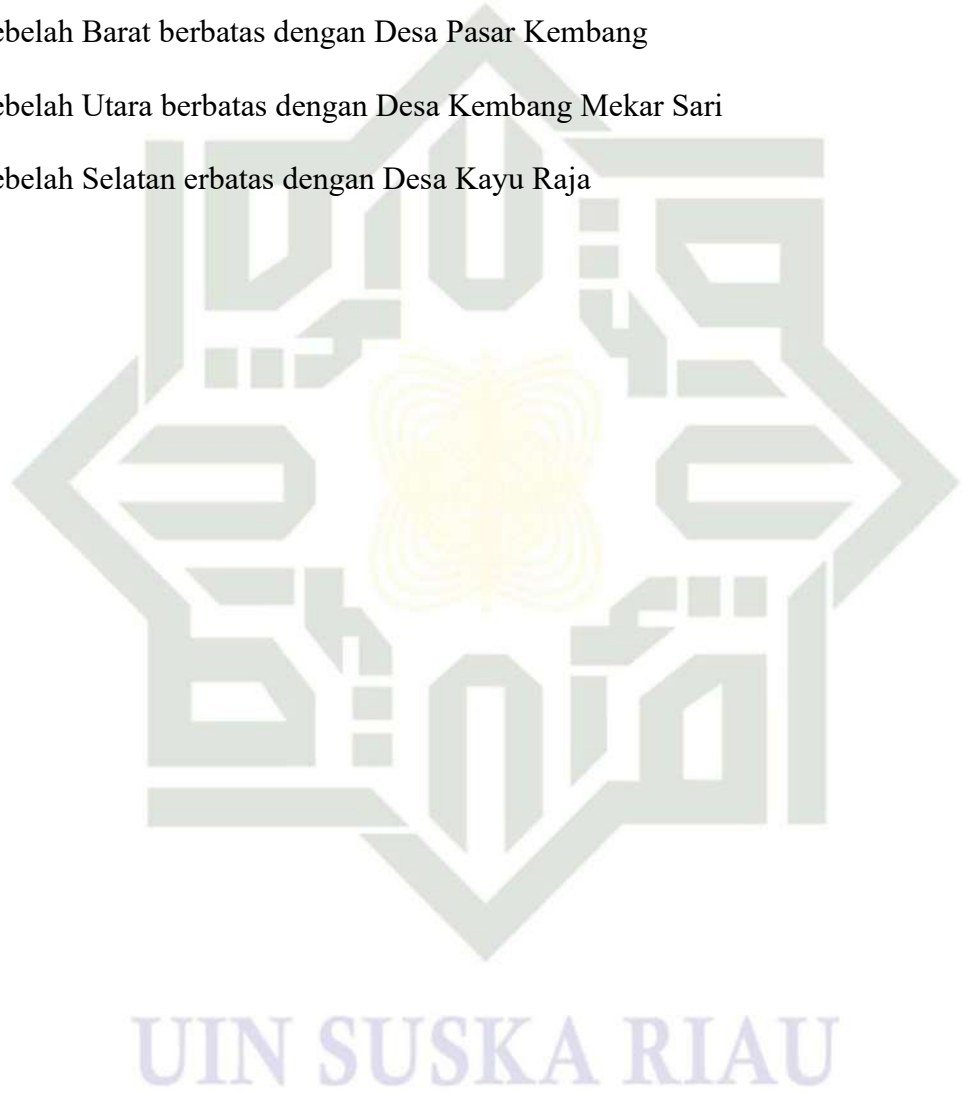 ebelah Barat berbatas dengan Desa Pasar Kembang
ebelah Utara berbatas dengan Desa Kembang Mekar Sari
ebelah Selatan erbatas dengan Desa Kayu Raja
UIN SUSKA RIAU